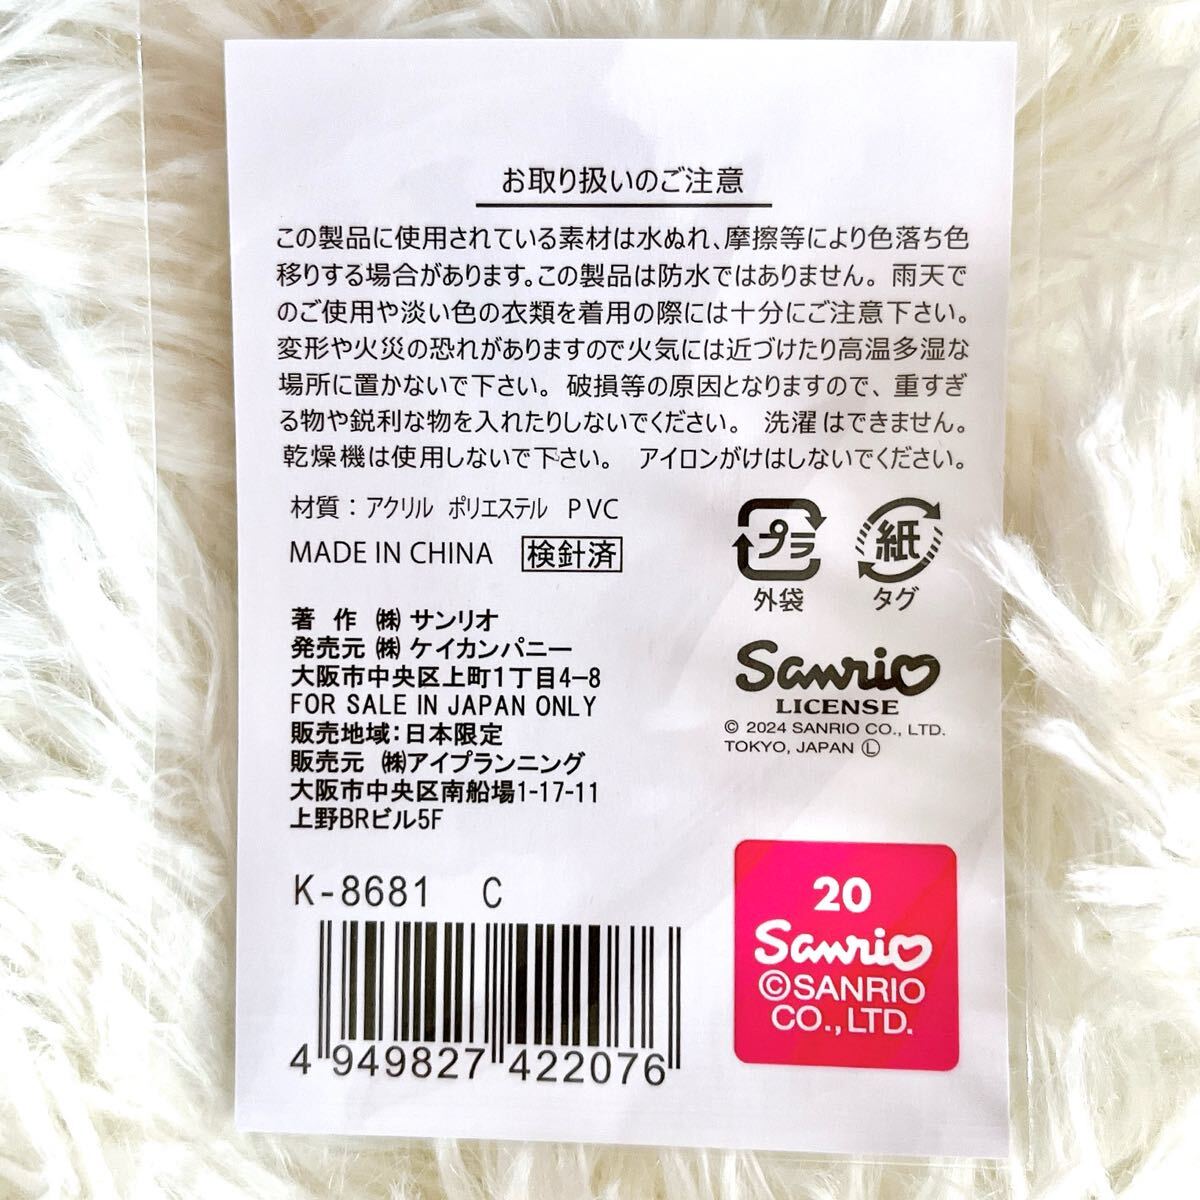 お取り扱いのご注意
この製品に使用されている素材は水ぬれ、摩擦等により色落ち色
移りする場合があります。この製品は防水ではありません。雨天で
のご使用や淡い色の衣類を着用の際には十分にご注意下さい。
変形や火災の恐れがありますので火気には近づけたり高温多湿な
場所に置かないで下さい。破損等の原因となりますので、重すぎ
る物や鋭利な物を入れたりしないでください。 洗濯はできません。
乾燥機は使用しないで下さい。 アイロンがけはしないでください。
材質：アクリル ポリエステル PVC
MADE IN CHINA 検針済
プラ
外袋
紙
タグ
著 作 ㈱ サンリオ
発売元 ㈱ ケイカンパニー
大阪市中央区上町1丁目4-8
FOR SALE IN JAPAN ONLY
販売地域：日本限定
販売元 ㈱アイプランニング
大阪市中央区南船場1-17-11
上野BRビル5F
Sanrio
LICENSE
© 2024 SANRIO CO., LTD.
TOKYO, JAPAN Ⓛ
K-8681 C
4 949827 422076
20
Sanrio
©SANRIO
CO.,LTD.